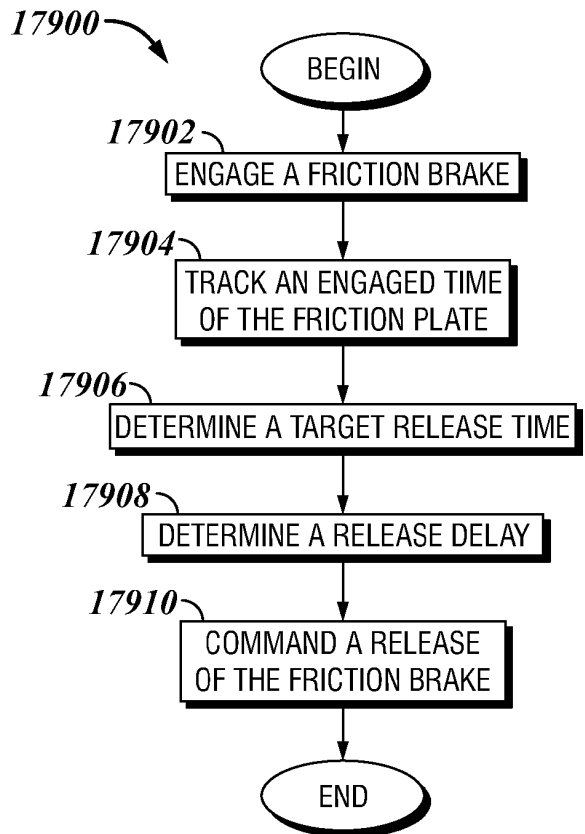 17900
BEGIN
17902
ENGAGE A FRICTION BRAKE
17904
TRACK AN ENGAGED TIME
OF THE FRICTION PLATE
17906
DETERMINE A TARGET RELEASE TIME
17908
DETERMINE A RELEASE DELAY
17910
COMMAND A RELEASE
OF THE FRICTION BRAKE
END